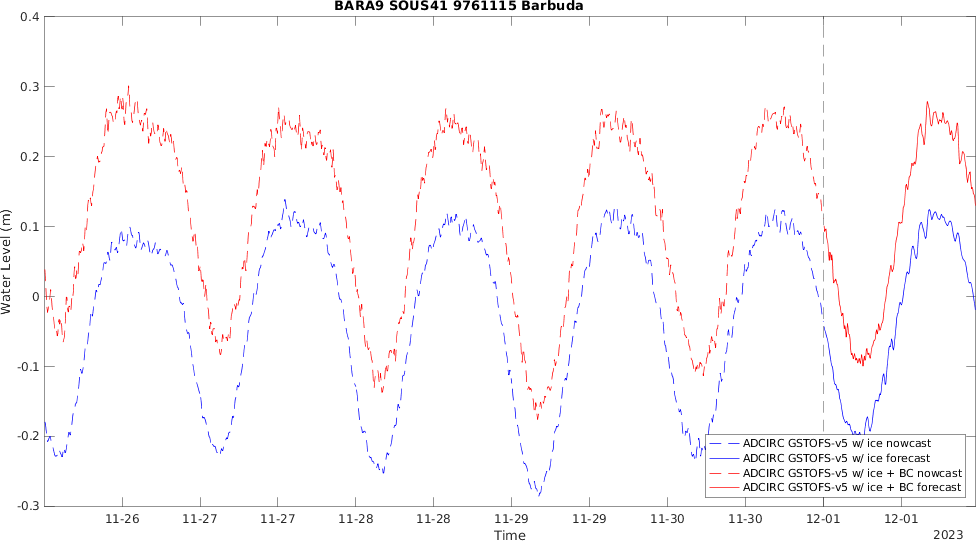 BARA9 SOUS41 9761115 Barbuda
0.4
0.3
0.2
0.1
0
-0.1
-0.2
-0.3
Water Level (m)
ADCIRC GSTOFS-v5 w/ ice nowcast
ADCIRC GSTOFS-v5 w/ ice forecast
ADCIRC GSTOFS-v5 w/ ice + BC nowcast
ADCIRC GSTOFS-v5 w/ ice + BC forecast
11-26 11-27 11-27 11-28 11-28 11-29 11-29 11-30 11-30 12-01 12-01
Time
2023